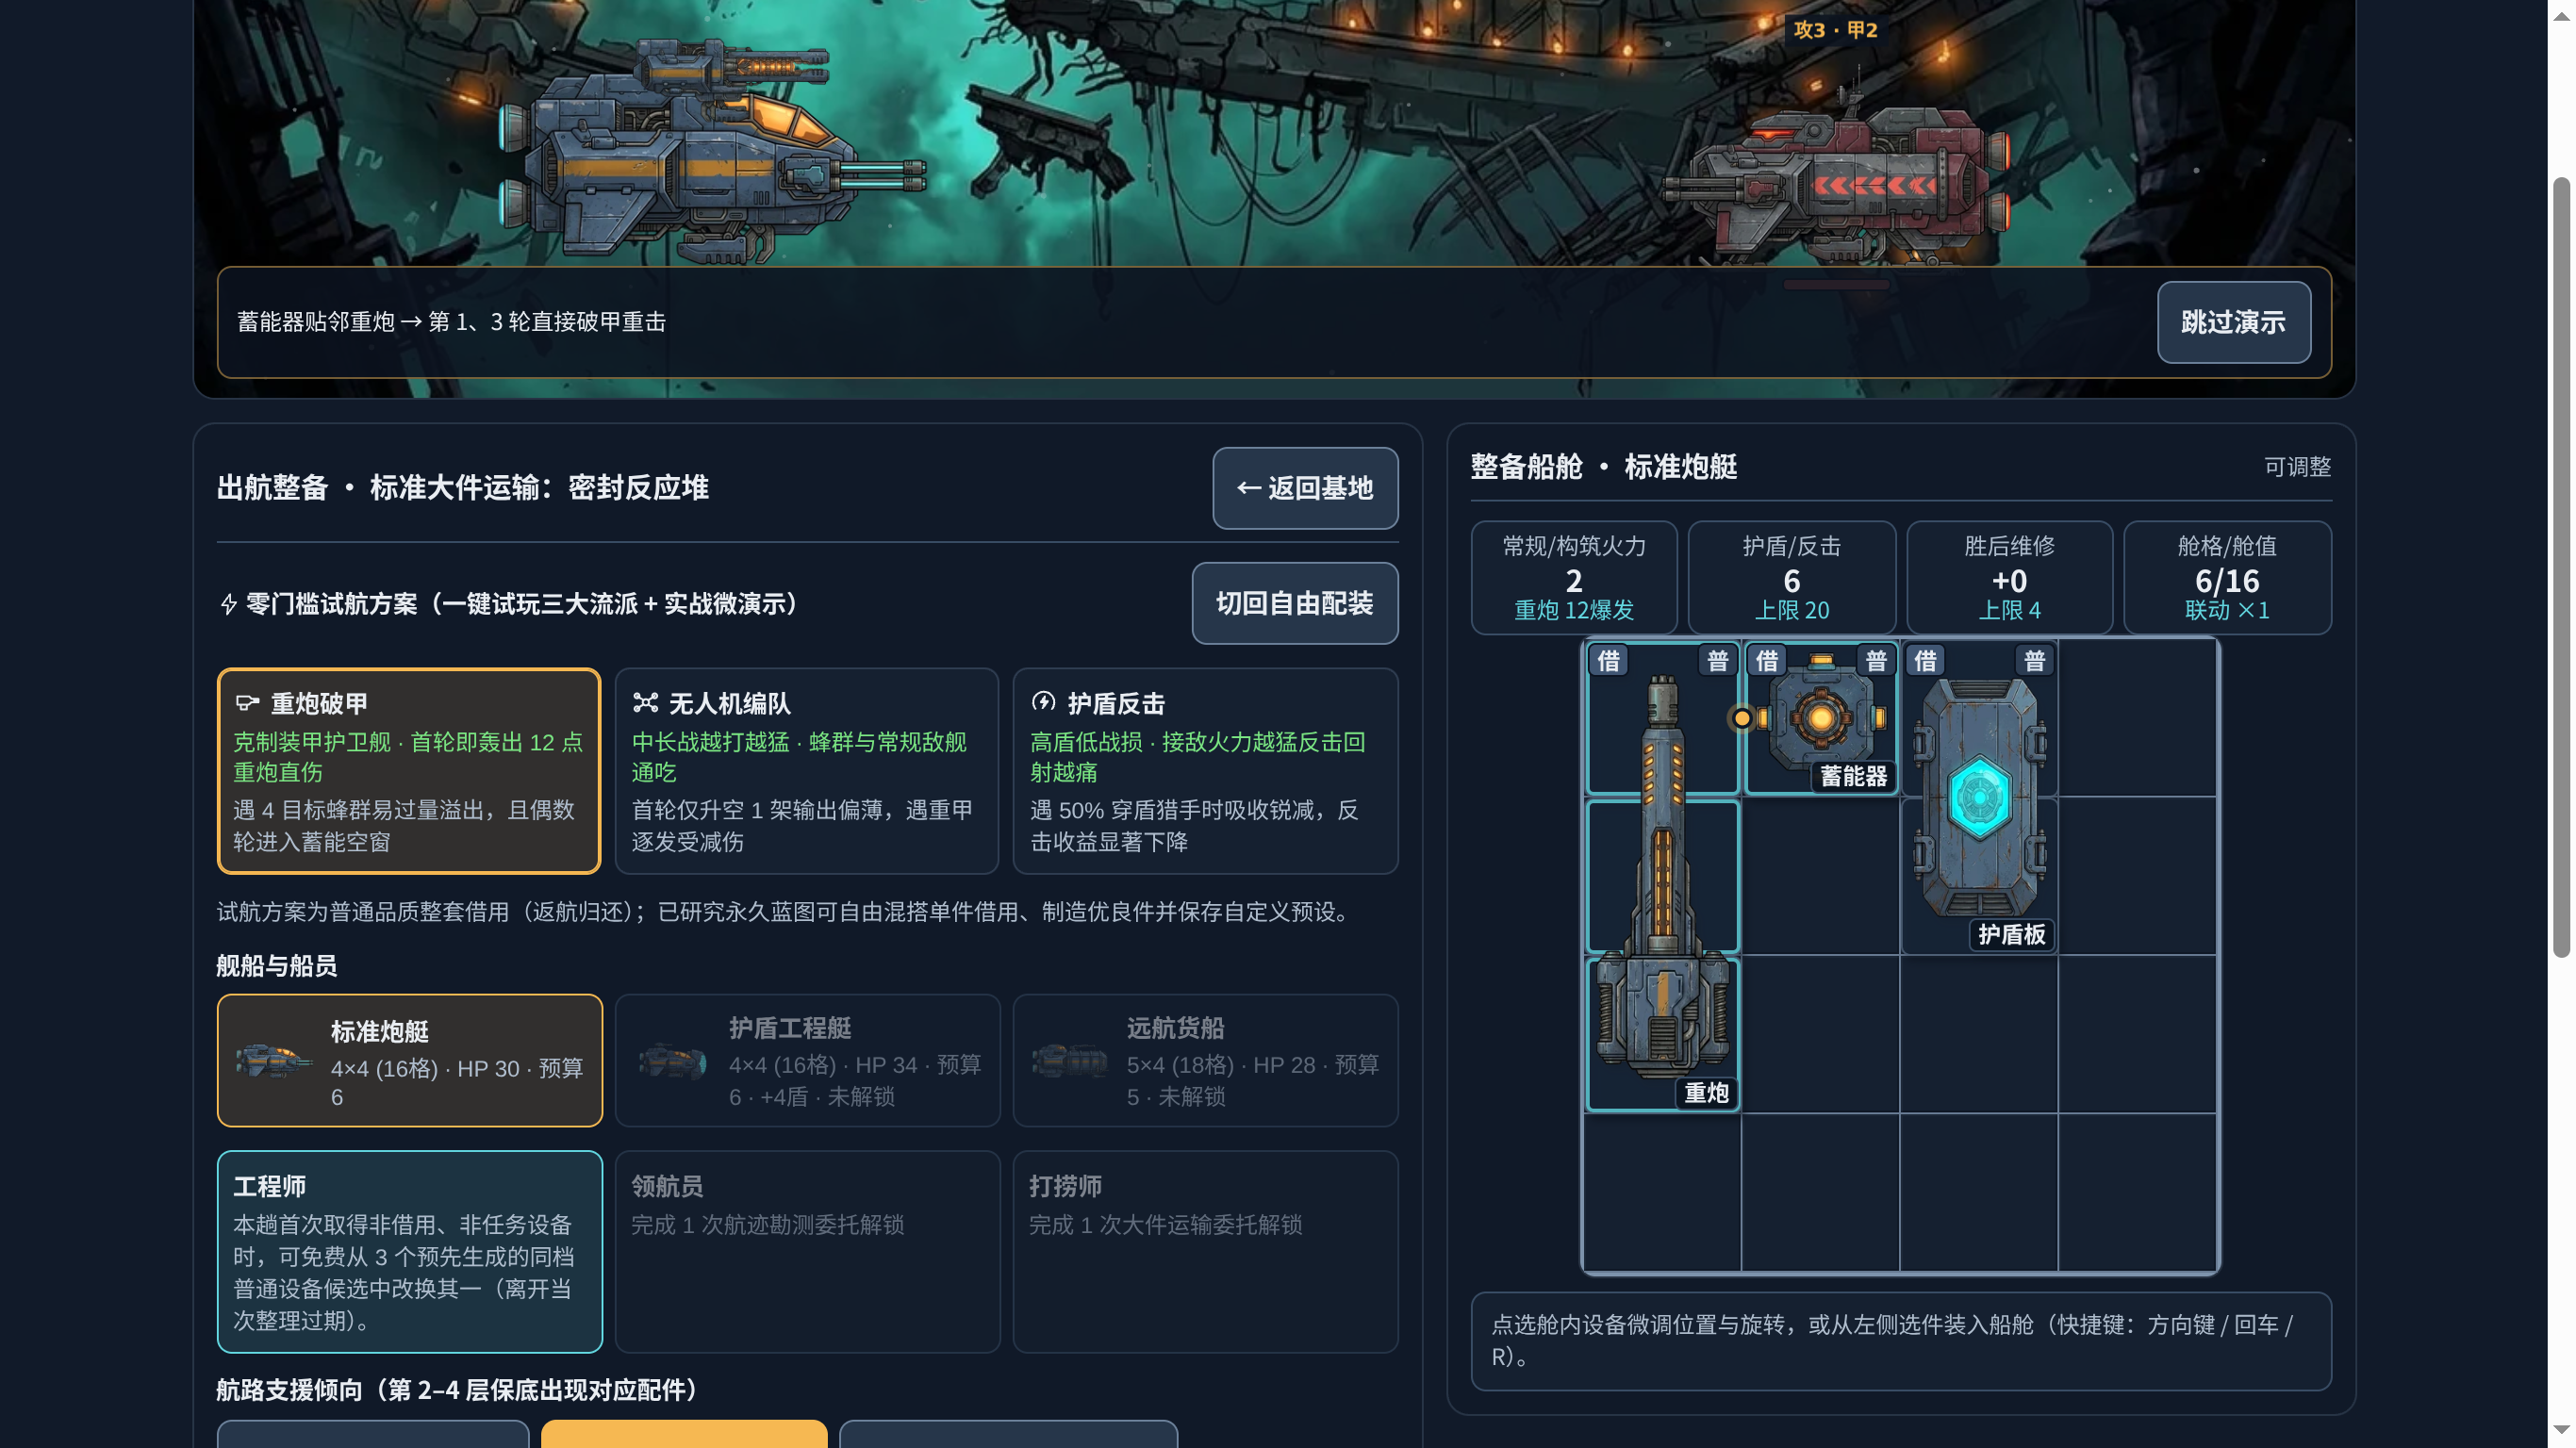 攻3 · 甲2
蓄能器贴邻重炮 → 第 1、3 轮直接破甲重击
跳过演示
出航整备 · 标准大件运输：密封反应堆
← 返回基地
零门槛试航方案（一键试玩三大流派 + 实战微演示）
切回自由配装
重炮破甲
克制装甲护卫舰 · 首轮即轰出 12 点
重炮直伤
遇 4 目标蜂群易过量溢出，且偶数
轮进入蓄能空窗
无人机编队
中长战越打越猛 · 蜂群与常规敌舰
通吃
首轮仅升空 1 架输出偏薄，遇重甲
逐发受减伤
护盾反击
高盾低战损 · 接敌火力越猛反击回
射越痛
遇 50% 穿盾猎手时吸收锐减，反
击收益显著下降
试航方案为普通品质整套借用（返航归还）；已研究永久蓝图可自由混搭单件借用、制造优良件并保存自定义预设。
舰船与船员
标准炮艇
4×4 (16格) · HP 30 · 预算
6
护盾工程艇
4×4 (16格) · HP 34 · 预算
6 · +4盾 · 未解锁
远航货船
5×4 (18格) · HP 28 · 预算
5 · 未解锁
工程师
本趟首次取得非借用、非任务设备
时，可免费从 3 个预先生成的同档
普通设备候选中改换其一（离开当
次整理过期）。
领航员
完成 1 次航迹勘测委托解锁
打捞师
完成 1 次大件运输委托解锁
航路支援倾向（第 2–4 层保底出现对应配件）
整备船舱 · 标准炮艇
可调整
常规/构筑火力
2
重炮 12爆发
护盾/反击
6
上限 20
胜后维修
+0
上限 4
舱格/舱值
6/16
联动 ×1
借 普 借 普 借 普
蓄能器
护盾板
重炮
点选舱内设备微调位置与旋转，或从左侧选件装入船舱（快捷键：方向键 / 回车 /
R）。